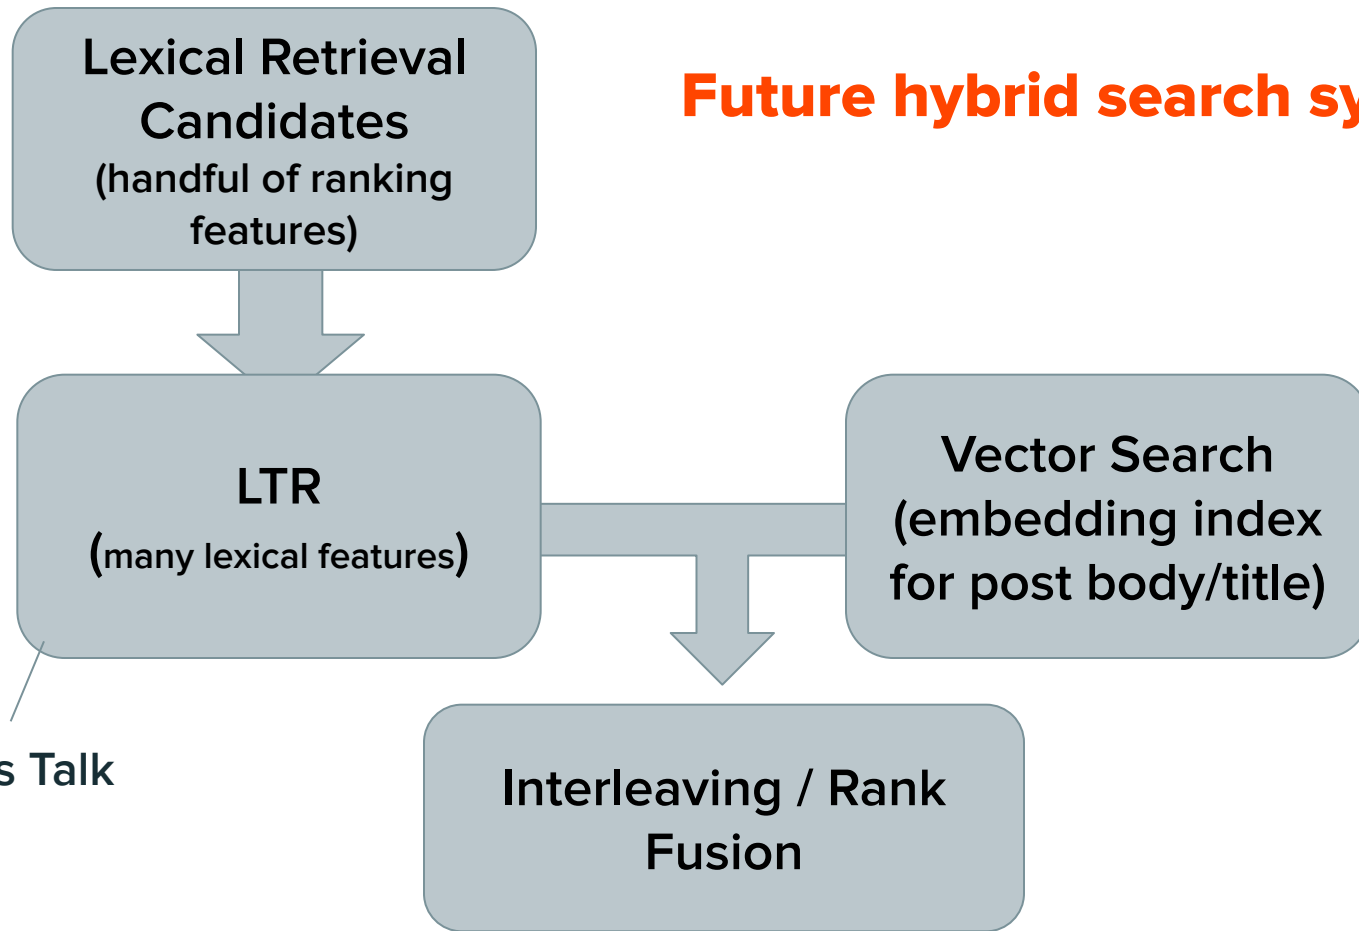 Lexical Retrieval
Candidates
(handful of ranking
features)
Future hybrid search
LTR
(many lexical features)
Vector Search
(embedding index
for post body/title)
Talk
Interleaving / Rank
Fusion